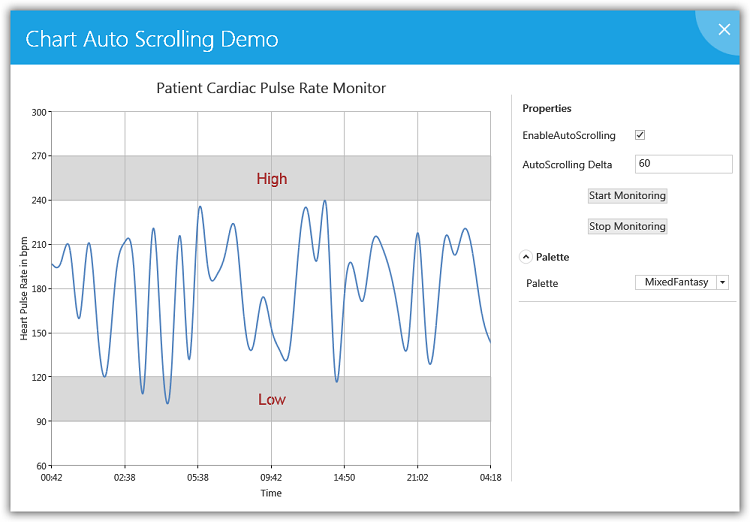 Chart Auto Scrolling Demo
Patient Cardiac Pulse Rate Monitor
300
270
240
210
180
150
120
90
60
Heart Pulse Rate in bpm
High
Low
00:42 02:38 05:38 09:42 14:50 21:02 04:18
Time
Properties
EnableAutoScrolling
AutoScrolling Delta 60
Start Monitoring
Stop Monitoring
Palette
Palette MixedFantasy